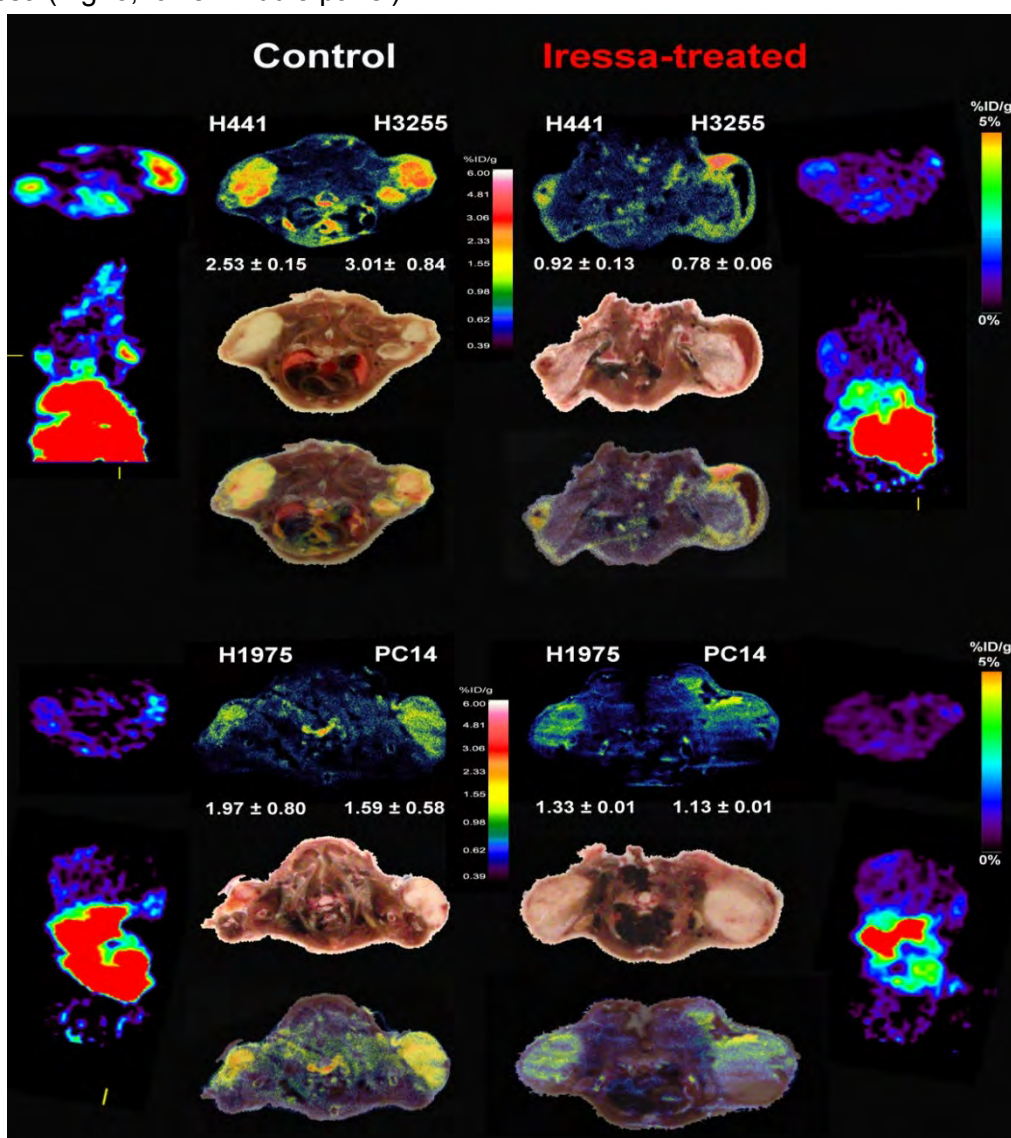 Control Iressa-treated
H441 H3255 H441 H3255
%ID/g
5%
0%
%ID/g
6.00
4.81
3.06
2.33
1.55
0.98
0.62
0.39
2.53 ± 0.15 3.01± 0.84 0.92 ± 0.13 0.78 ± 0.06
H1975 PC14 H1975 PC14
%ID/g
5%
0%
%ID/g
6.00
4.81
3.06
2.33
1.55
0.98
0.62
0.39
1.97 ± 0.80 1.59 ± 0.58 1.33 ± 0.01 1.13 ± 0.01